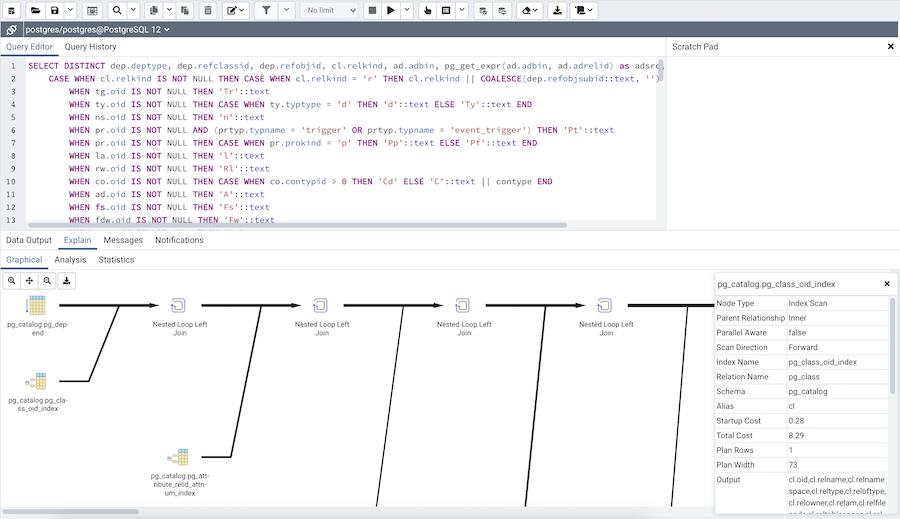 No limit
postgres/postgres@PostgreSQL 12
Query Editor Query History
Scratch Pad
1 SELECT DISTINCT dep.deptype, dep.refclassid, dep.refobjid, cl.relkind, ad.adbin, pg_get_expr(ad.adbin, ad.adrelid) as adsrc,
2 CASE WHEN cl.relkind IS NOT NULL THEN CASE WHEN cl.relkind = 'r' THEN cl.relkind || COALESCE(dep.refobjsubid::text, '')
3 WHEN tg.oid IS NOT NULL THEN 'Tr'::text
4 WHEN ty.oid IS NOT NULL THEN CASE WHEN ty.typtype = 'd' THEN 'd'::text ELSE 'Ty'::text END
5 WHEN ns.oid IS NOT NULL THEN 'n'::text
6 WHEN pr.oid IS NOT NULL AND (prtyp.typname = 'trigger' OR prtyp.typname = 'event_trigger') THEN 'Pt'::text
7 WHEN pr.oid IS NOT NULL THEN CASE WHEN pr.prokind = 'p' THEN 'Pp'::text ELSE 'Pf'::text END
8 WHEN la.oid IS NOT NULL THEN 'l'::text
9 WHEN rw.oid IS NOT NULL THEN 'Rl'::text
10 WHEN co.oid IS NOT NULL THEN CASE WHEN co.contypid > 0 THEN 'Cd' ELSE 'C'::text || contype END
11 WHEN ad.oid IS NOT NULL THEN 'A'::text
12 WHEN fs.oid IS NOT NULL THEN 'Fs'::text
13 WHEN fdw.oid IS NOT NULL THEN 'Fw'::text
Data Output Explain Messages Notifications
Graphical Analysis Statistics
pg_catalog.pg_dep-
end
Nested Loop Left
Join
Nested Loop Left
Join
Nested Loop Left
Join
Nested Loop Left
Join
pg_catalog.pg_cla-
ss_oid_index
pg_catalog.pg_att-
ribute_relid_attn-
um_index
pg_catalog.pg_class_oid_index
Node Type Index Scan
Parent Relationship Inner
Parallel Aware false
Scan Direction Forward
Index Name pg_class_oid_index
Relation Name pg_class
Schema pg_catalog
Alias cl
Startup Cost 0.28
Total Cost 8.29
Plan Rows 1
Plan Width 73
Output cl.oid,cl.relname,cl.relname
space,cl.reltype,cl.reloftype,
cl.relowner,cl.relam,cl.relfile